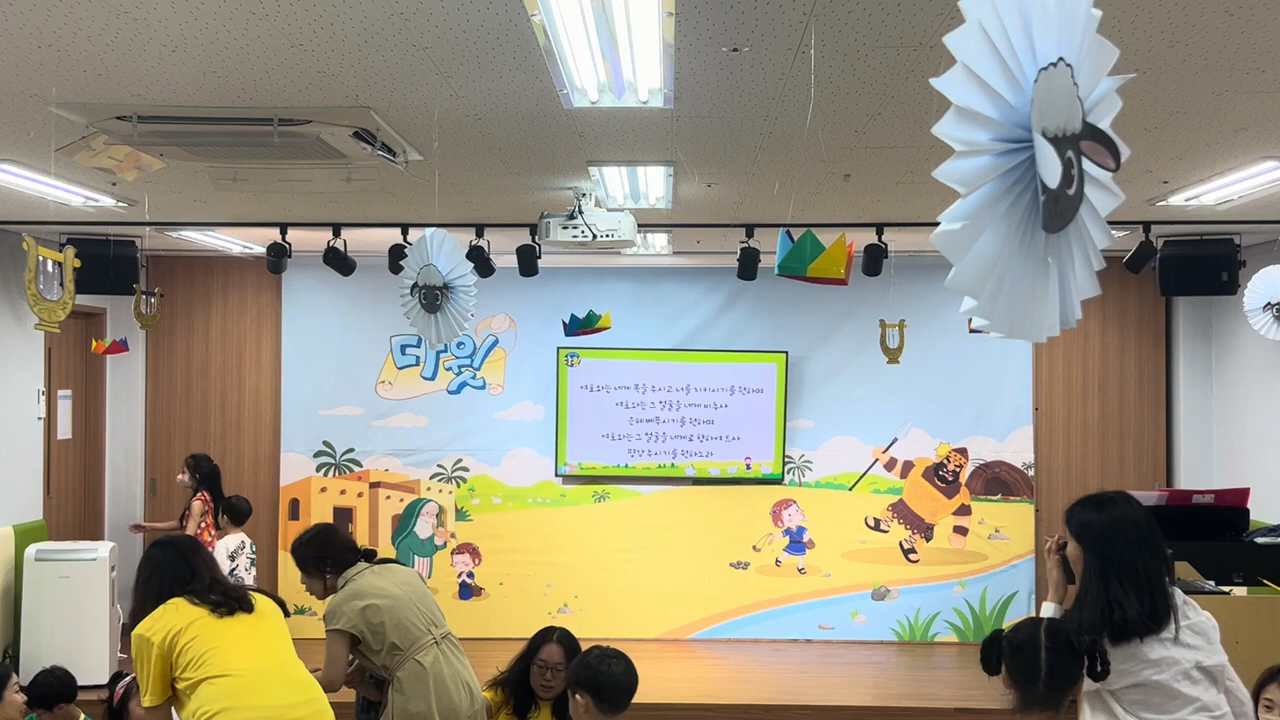 다윗
여호와는 네게 복을 주시고 너를 지키시기를 원하며
여호와는 그 얼굴을 네게 비추사
은혜 베푸시기를 원하며
여호와는 그 얼굴을 네게로 향하여 드사
평강 주시기를 원하노라